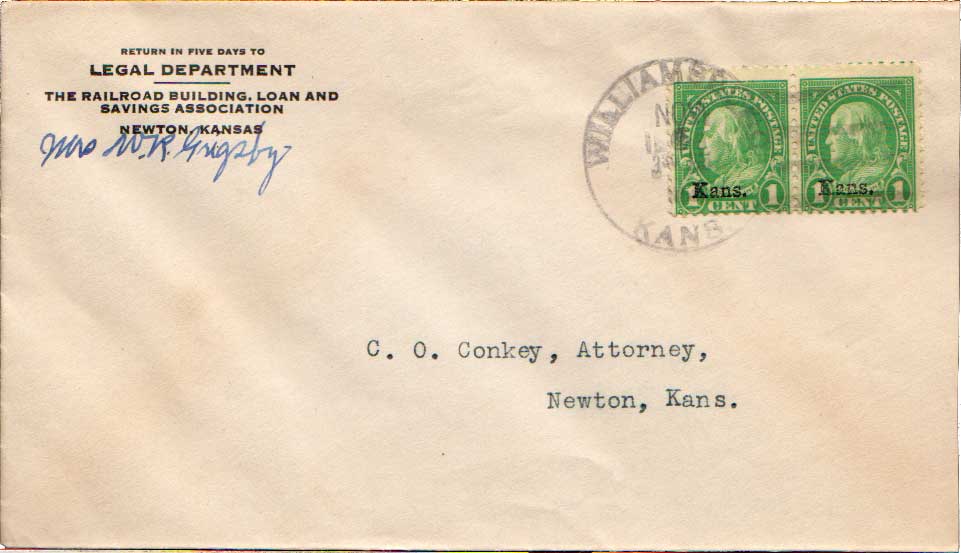 RETURN IN FIVE DAYS TO
LEGAL DEPARTMENT
THE RAILROAD BUILDING, LOAN AND
SAVINGS ASSOCIATION
NEWTON, KANSAS
Mrs W.R. Grigsby
KANS.
UNITED STATES POSTAGE
Kans.
1 CENT 1
UNITED STATES POSTAGE
Kans.
1 CENT 1
C. O. Conkey, Attorney,
Newton, Kans.